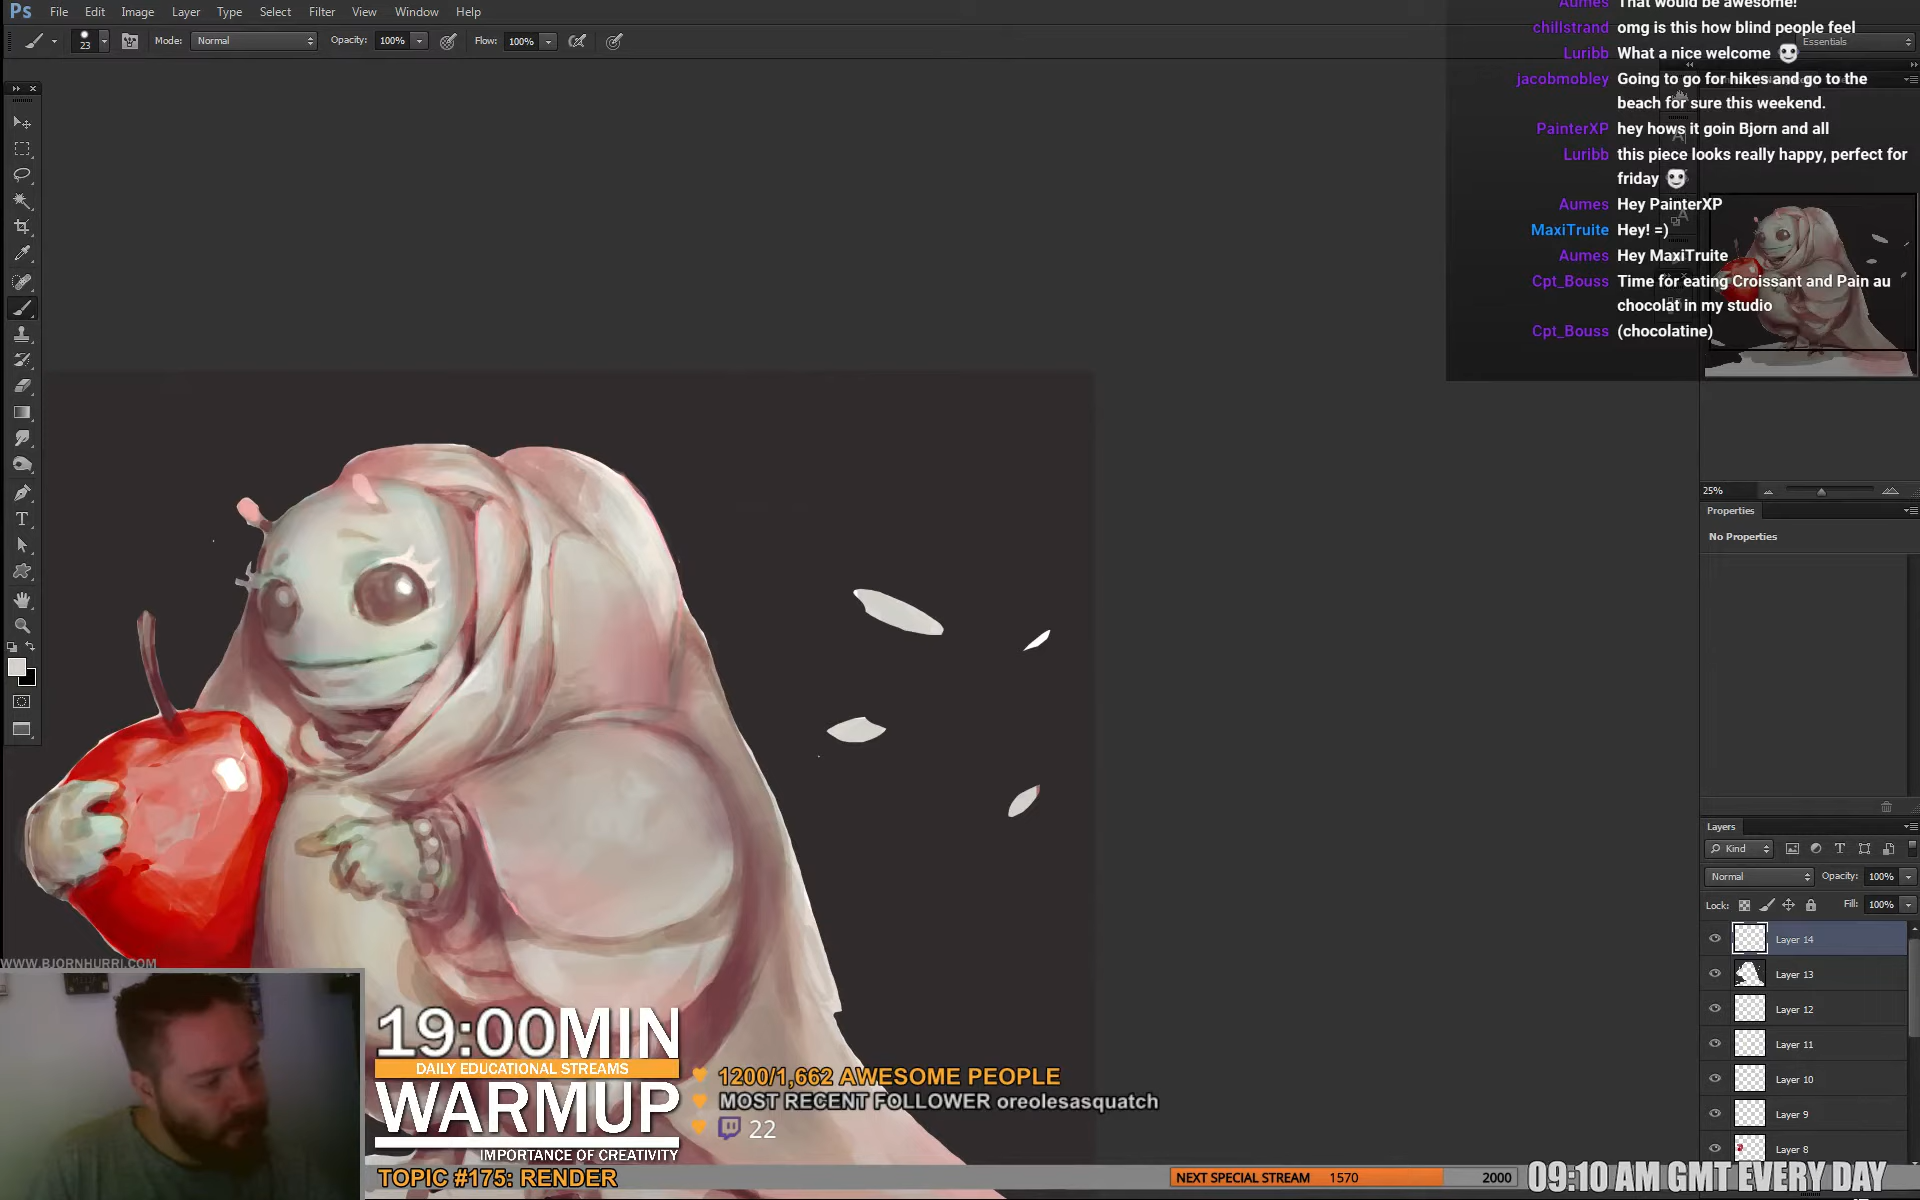 Ps File Edit Image Layer Type Select Filter View Window Help
23 Mode: Normal Opacity: 100% Flow: 100%
Essentials
Aumes That would be awesome!
chillstrand omg is this how blind people feel
Luribb What a nice welcome
jacobmobley Going to go for hikes and go to the
beach for sure this weekend.
PainterXP hey hows it goin Bjorn and all
Luribb this piece looks really happy, perfect for
friday
Aumes Hey PainterXP
MaxiTruite Hey! =)
Aumes Hey MaxiTruite
Cpt_Bouss Time for eating Croissant and Pain au
chocolat in my studio
Cpt_Bouss (chocolatine)
25%
Properties
No Properties
Layers
Kind
Normal Opacity: 100%
Lock: Fill: 100%
Layer 14
Layer 13
Layer 12
Layer 11
Layer 10
Layer 9
Layer 8
WWW.BJORNHURRI.COM
19:00MIN
DAILY EDUCATIONAL STREAMS
WARMUP
IMPORTANCE OF CREATIVITY
TOPIC #175: RENDER
1200/1,662 AWESOME PEOPLE
MOST RECENT FOLLOWER oreolesasquatch
22
NEXT SPECIAL STREAM 1570 2000
09:10 AM GMT EVERY DAY